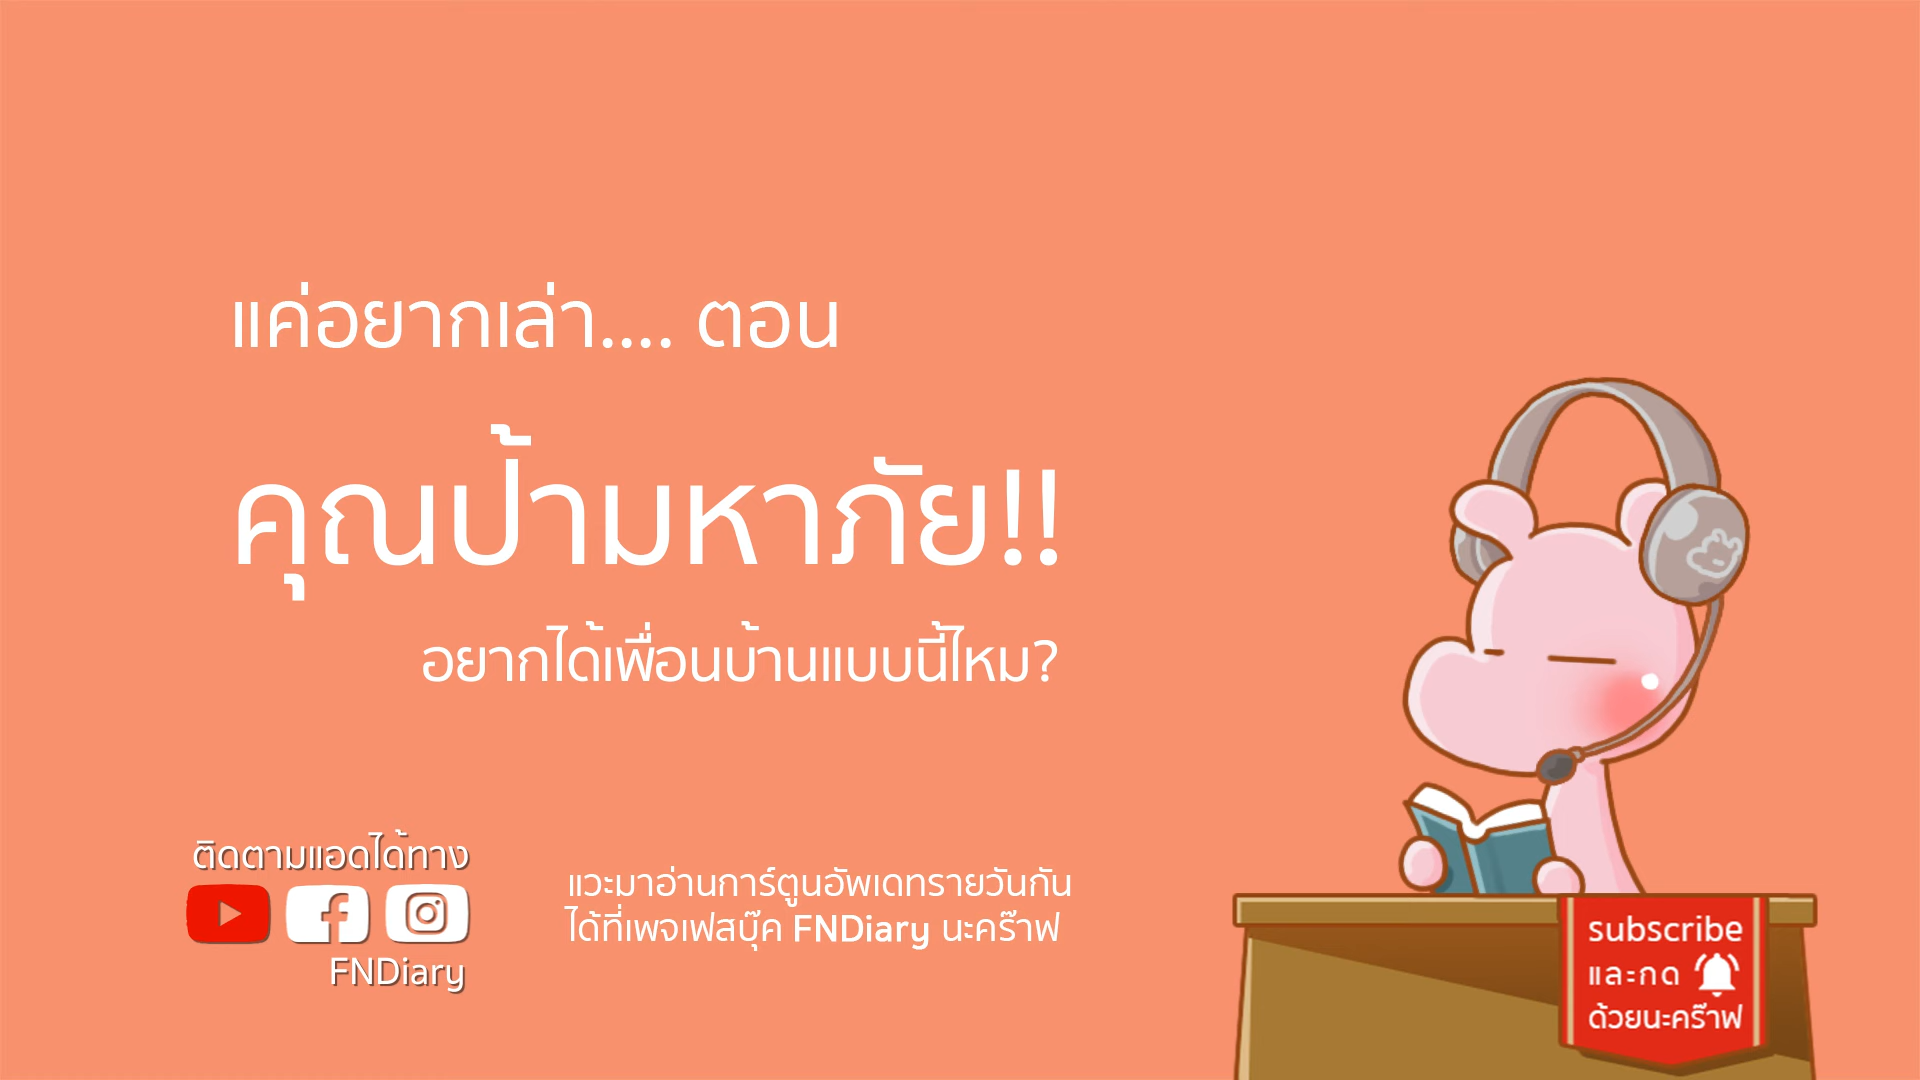 แค่อยากเล่า.... ตอน
คุณป้ามหาภัย!!
อยากได้เพื่อนบ้านแบบนี้ไหม?
ติดตามแอดได้ทาง
FNDiary
แวะมาอ่านการ์ตูนอัพเดทรายวันกัน
ได้ที่เพจเฟสบุ๊ค FNDiary นะคร๊าฟ
subscribe
และกด
ด้วยนะคร๊าฟ